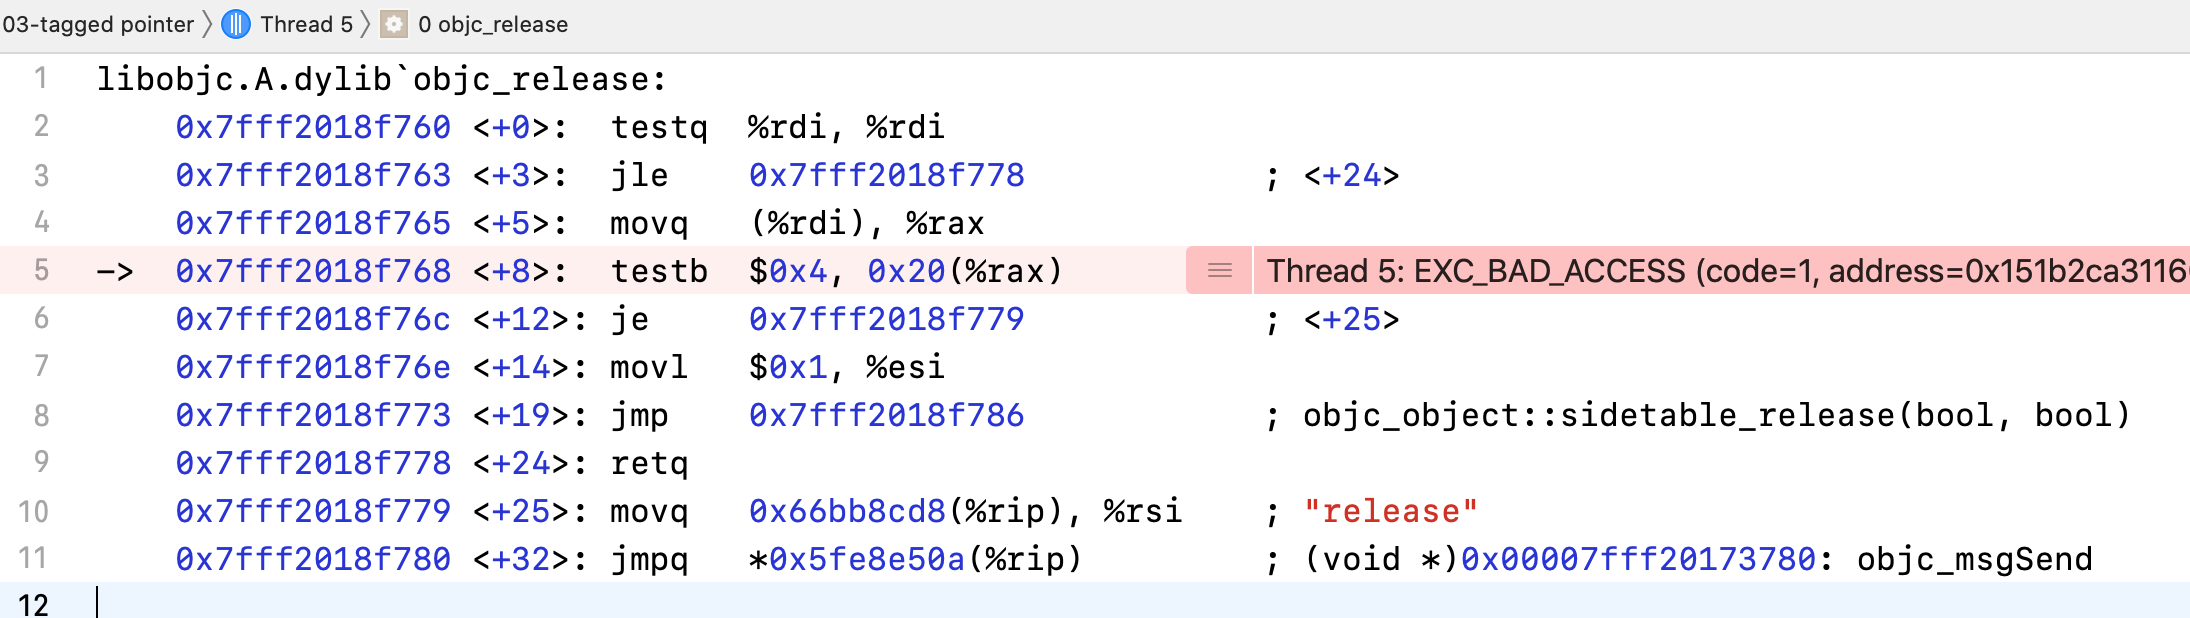 03-tagged pointer 〉 Thread 5 〉 0 objc_release
1 libobjc.A.dylib`objc_release:
2 0x7fff2018f760 <+0>: testq %rdi, %rdi
3 0x7fff2018f763 <+3>: jle 0x7fff2018f778 ; <+24>
4 0x7fff2018f765 <+5>: movq (%rdi), %rax
5 -> 0x7fff2018f768 <+8>: testb $0x4, 0x20(%rax) Thread 5: EXC_BAD_ACCESS (code=1, address=0x151b2ca3116
6 0x7fff2018f76c <+12>: je 0x7fff2018f779 ; <+25>
7 0x7fff2018f76e <+14>: movl $0x1, %esi
8 0x7fff2018f773 <+19>: jmp 0x7fff2018f786 ; objc_object::sidetable_release(bool, bool)
9 0x7fff2018f778 <+24>: retq
10 0x7fff2018f779 <+25>: movq 0x66bb8cd8(%rip), %rsi ; "release"
11 0x7fff2018f780 <+32>: jmpq *0x5fe8e50a(%rip) ; (void *)0x00007fff20173780: objc_msgSend
12